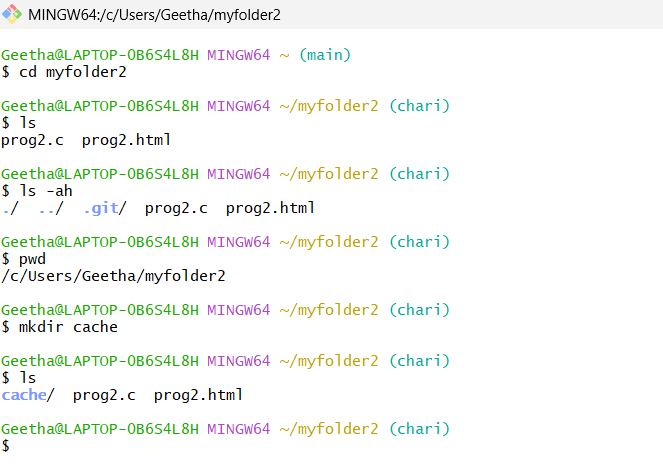 MINGW64:/c/Users/Geetha/myfolder2
Geetha@LAPTOP-OB6S4L8H MINGW64 ~ (main)
$ cd myfolder2
Geetha@LAPTOP-OB6S4L8H MINGW64 ~/myfolder2 (chari)
$ ls
prog2.c  prog2.html
Geetha@LAPTOP-OB6S4L8H MINGW64 ~/myfolder2 (chari)
$ ls -ah
./  ../  .git/  prog2.c  prog2.html
Geetha@LAPTOP-OB6S4L8H MINGW64 ~/myfolder2 (chari)
$ pwd
/c/Users/Geetha/myfolder2
Geetha@LAPTOP-OB6S4L8H MINGW64 ~/myfolder2 (chari)
$ mkdir cache
Geetha@LAPTOP-OB6S4L8H MINGW64 ~/myfolder2 (chari)
$ ls
cache/  prog2.c  prog2.html
Geetha@LAPTOP-OB6S4L8H MINGW64 ~/myfolder2 (chari)
$